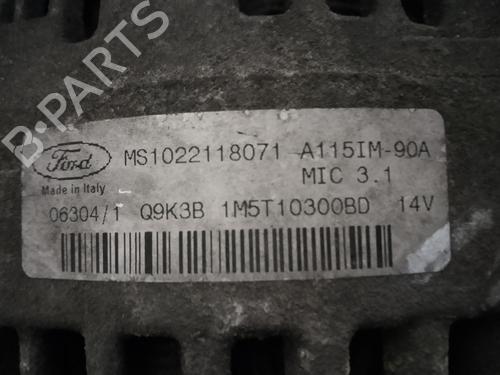 B-PARTS
Ford MS1022118071 A115IM-90A
Made in Italy MIC 3.1
06304/1 Q9K3B 1M5T10300BD 14V